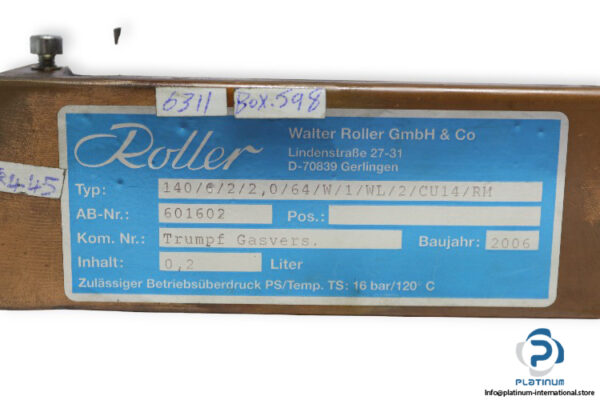 6311
Box.598
445
Roller
Walter Roller GmbH & Co
Lindenstraße 27-31
D-70839 Gerlingen
Typ: 140/6/2/2,0/64/W/1/WL/2/CU14/RM
AB-Nr.: 601602 Pos.:
Kom. Nr.: Trumpf Gasvers. Baujahr: 2006
Inhalt: 0,2 Liter
Zulässiger Betriebsüberdruck PS/Temp. TS: 16 bar/120° C
PLATINUM
Info@platinum-international.store